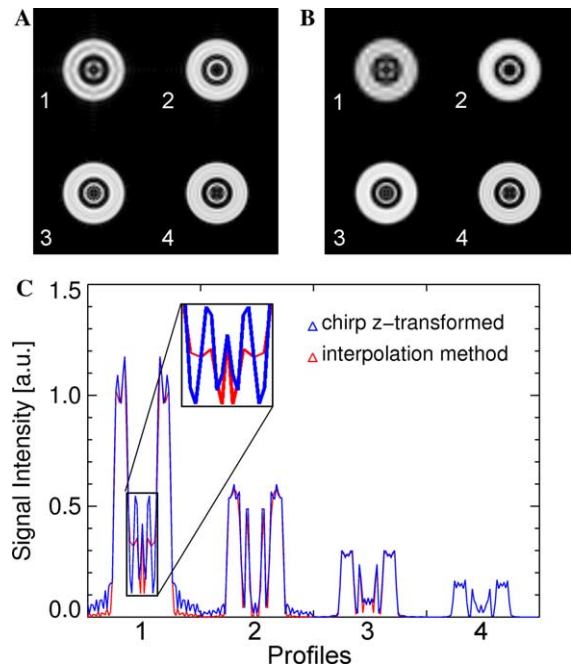 A
B
1
2
1
2
3
4
3
4
C
1.5
1.0
0.5
0.0
Signal Intensity [a.u.]
△ chirp z-transformed
△ interpolation method
1 2 3 4
Profiles